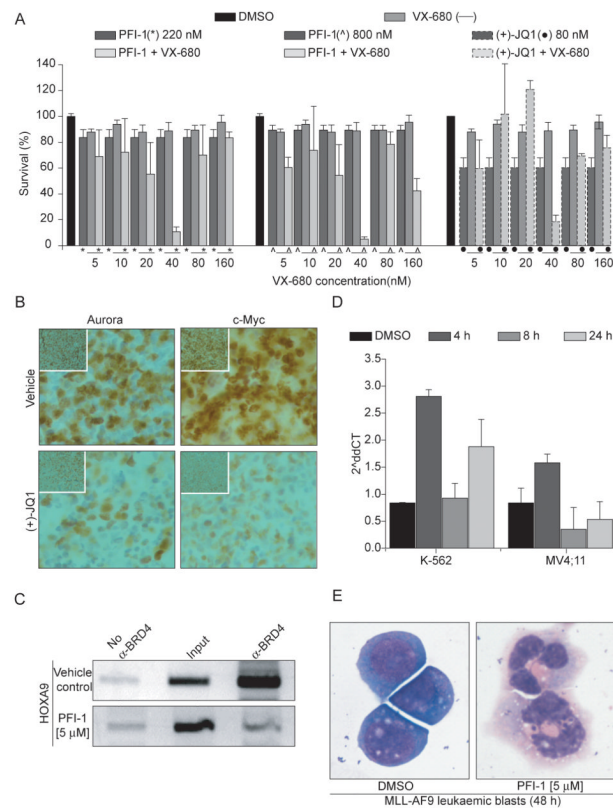 A
DMSO
VX-680 (—)
PFI-1(*) 220 nM
PFI-1(^) 800 nM
(+)-JQ1(●) 80 nM
PFI-1 + VX-680
PFI-1 + VX-680
(+)-JQ1 + VX-680
Survival (%)
140
120
100
80
60
40
20
0
* * * * * * * * * * * *
^ ^ ^ ^ ^ ^ ^ ^ ^ ^ ^ ^
● ● ● ● ● ● ● ● ● ● ● ●
5 10 20 40 80 160
5 10 20 40 80 160
5 10 20 40 80 160
VX-680 concentration(nM)
B
Aurora
c-Myc
Vehicle
(+)-JQ1
D
DMSO
4 h
8 h
24 h
2^ddCT
3.5
3.0
2.5
2.0
1.5
1.0
0.5
0.0
K-562
MV4;11
C
No α-BRD4
Input
α-BRD4
HOXA9
Vehicle
control
PFI-1
[5 µM]
E
DMSO
PFI-1 [5 µM]
MLL-AF9 leukaemic blasts (48 h)